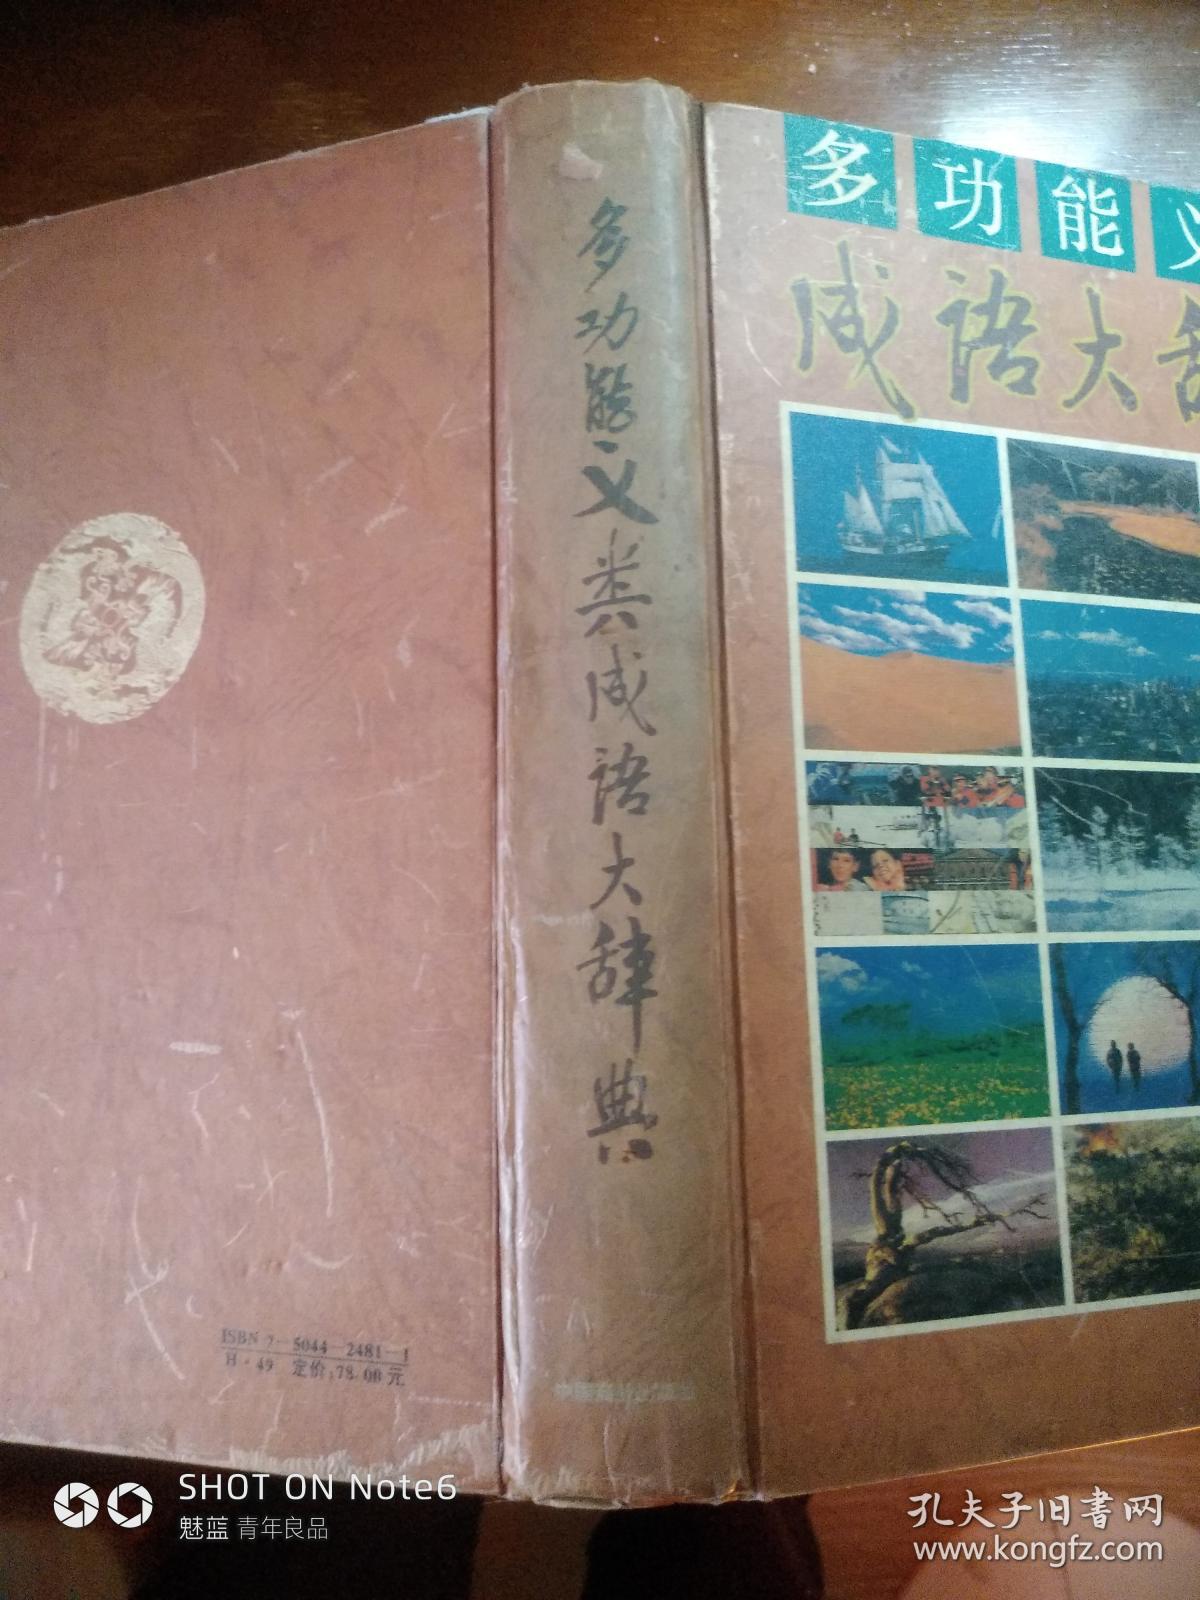 多功能义类成语大辞典
多功能义
成语大辞
ISBN 7-5044-2481-1
H·49 定价:78.00元
SHOT ON Note6
魅蓝 青年良品
孔夫子旧书网
www.kongfz.com